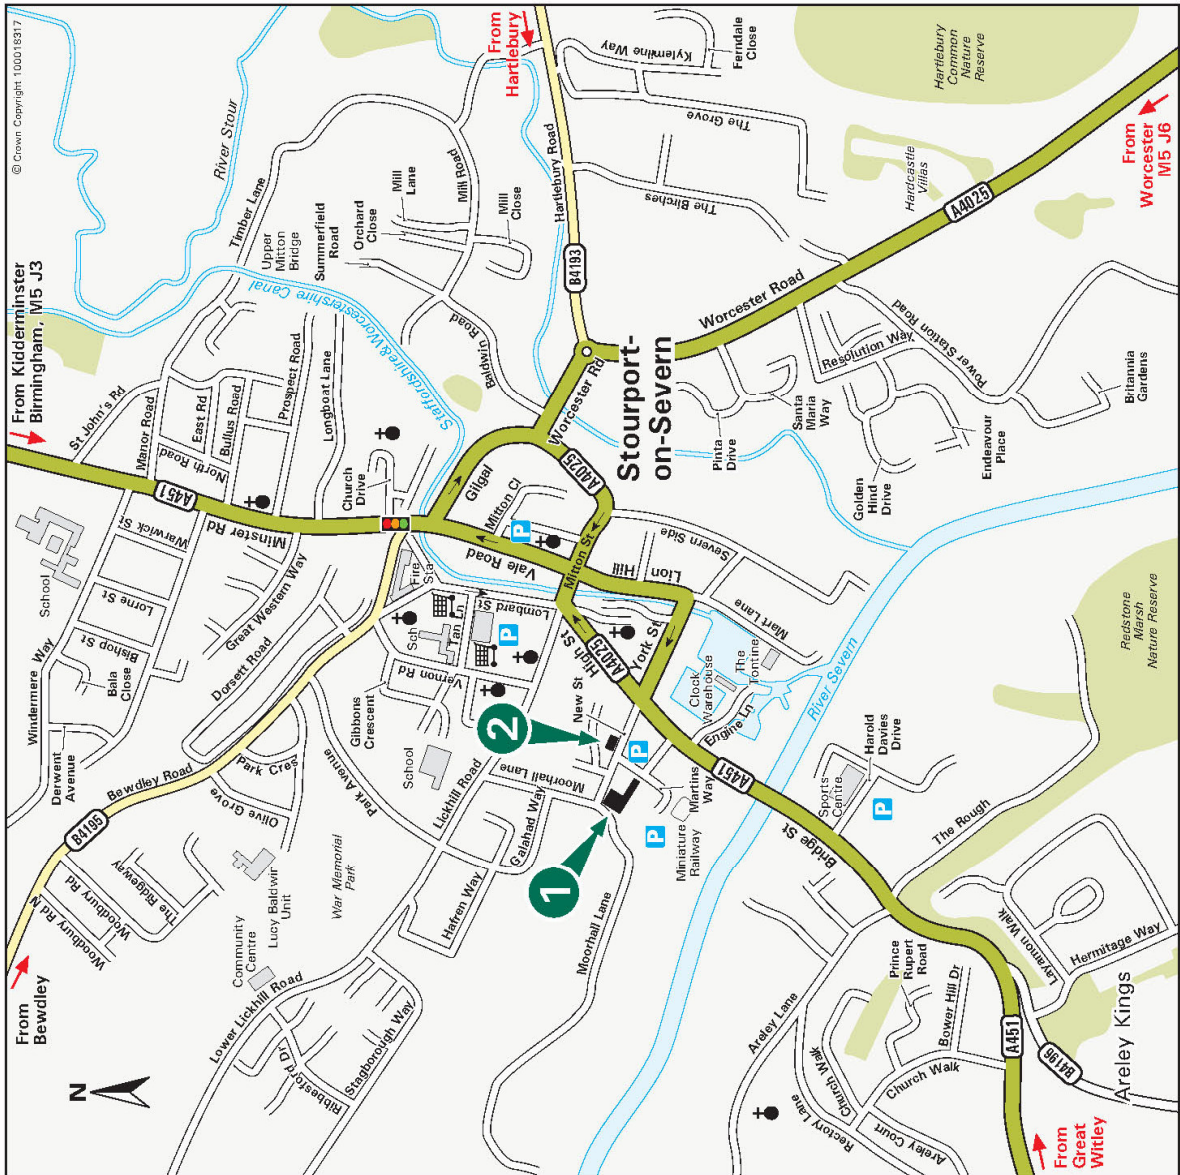 © Crown Copyright 100018317
From Kidderminster
Birmingham, M5 J3
From
Hartlebury
From
Worcester
M5 J6
From
Bewdley
From
Great
Witley
N
Stourport-
on-Severn
Areley Kings
River Stour
Timber Lane
Upper
Mitton
Bridge
Summerfield
Road
Orchard
Close
Mill
Lane
Mill Road
Mill
Close
Hartlebury Road
B4193
Kylemine Way
Ferndale
Close
The Grove
The Birches
Hartlebury
Common
Nature
Reserve
Hardcastle
Villas
A4025
Worcester Road
Power Station Road
Resolution Way
Britannia
Gardens
Endeavour
Place
Golden
Hind
Drive
Santa
Maria
Way
Pinta
Drive
Staffordshire & Worcestershire Canal
Baldwin Road
Worcester Rd
A4025
Gilgal
Mitton Cl
Mitton St
Vale Road
Lion
Hill
Severn Side
Mart Lane
York St
High St
A4025
St John's Rd
Manor Road
North Road
East Rd
Bullus Road
Prospect Road
Longboat Lane
Church
Drive
A451
Minster Rd
Warwick St
School
Lorne St
Bishop St
Windermere Way
Bala
Close
Derwent
Avenue
Great Western Way
Dorsett Road
Bewdley Road
B4195
Park Cres
Olive Grove
Park Avenue
Gibbons
Crescent
Vernon Rd
Sch
Tan Ln
Lombard St
Fire
Sta
P
P
P
P
P
School
Lickhill Road
Moorhall Lane
Galahad Way
Hafren Way
New St
2
1
Woodbury Rd N
Woodbury Rd
The Ridgeway
Lucy Baldwin
Unit
Community
Centre
War Memorial
Park
Lower Lickhill Road
Ribbesford Dr
Stagborough Way
Moorhall Lane
Miniature
Railway
Martins
Way
Engine Ln
Clock
Warehouse
The
Tontine
A451
Bridge St
River Severn
Sports
Centre
Harold
Davies
Drive
The Rough
Redstone
Marsh
Nature Reserve
Areley Lane
Prince
Rupert
Road
Bower Hill Dr
Church Walk
Church Walk
Rectory Lane
Areley Court
Layamon Walk
Hermitage Way
A451
B4196